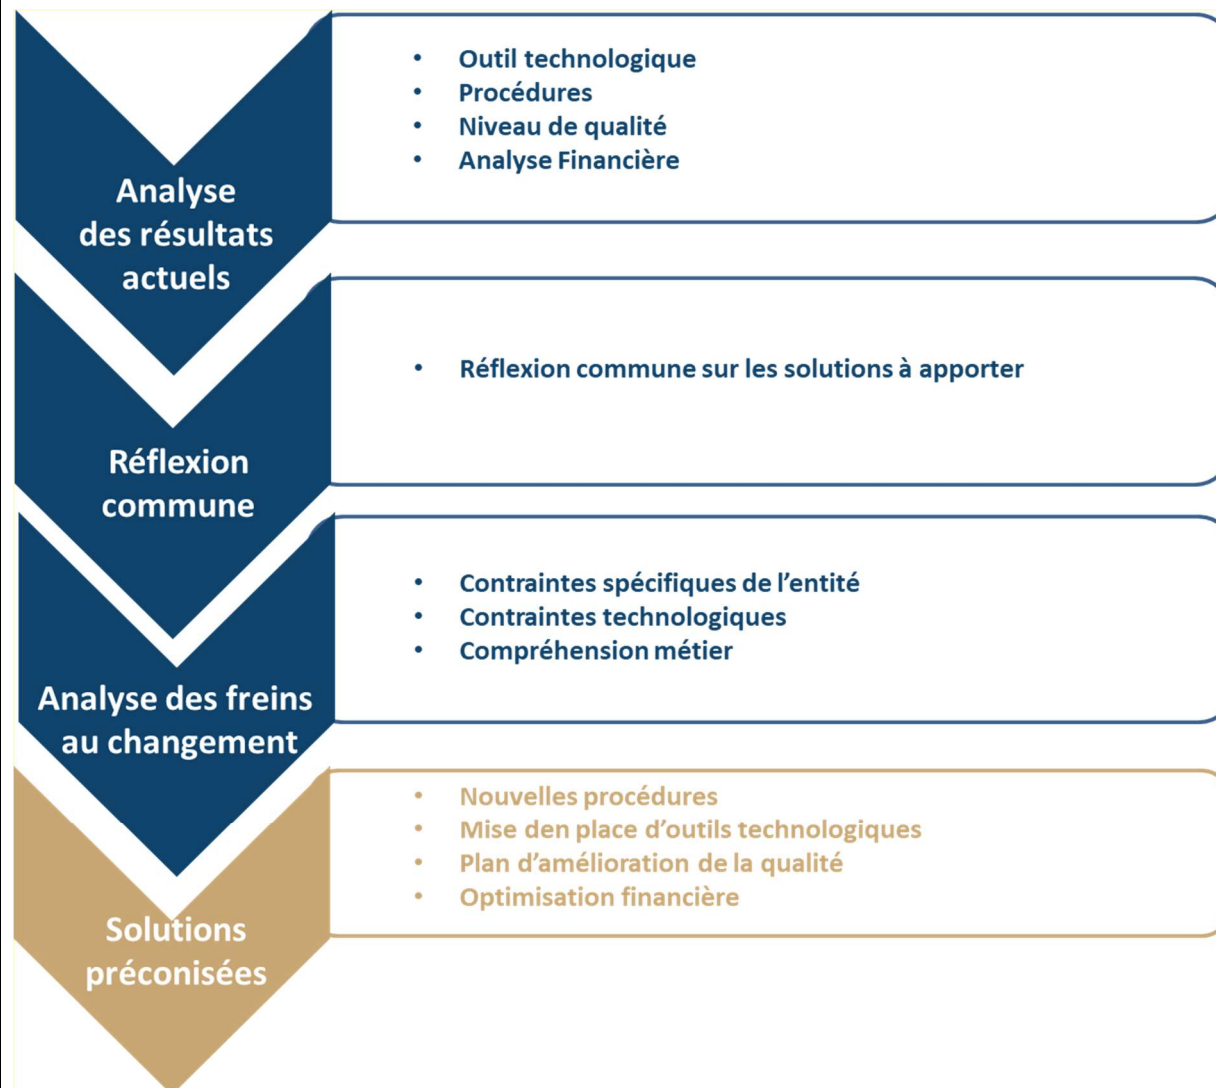 Analyse
des résultats
actuels
• Outil technologique
• Procédures
• Niveau de qualité
• Analyse Financière
Réflexion
commune
• Réflexion commune sur les solutions à apporter
Analyse des freins
au changement
• Contraintes spécifiques de l'entité
• Contraintes technologiques
• Compréhension métier
Solutions
préconisées
• Nouvelles procédures
• Mise den place d'outils technologiques
• Plan d'amélioration de la qualité
• Optimisation financière